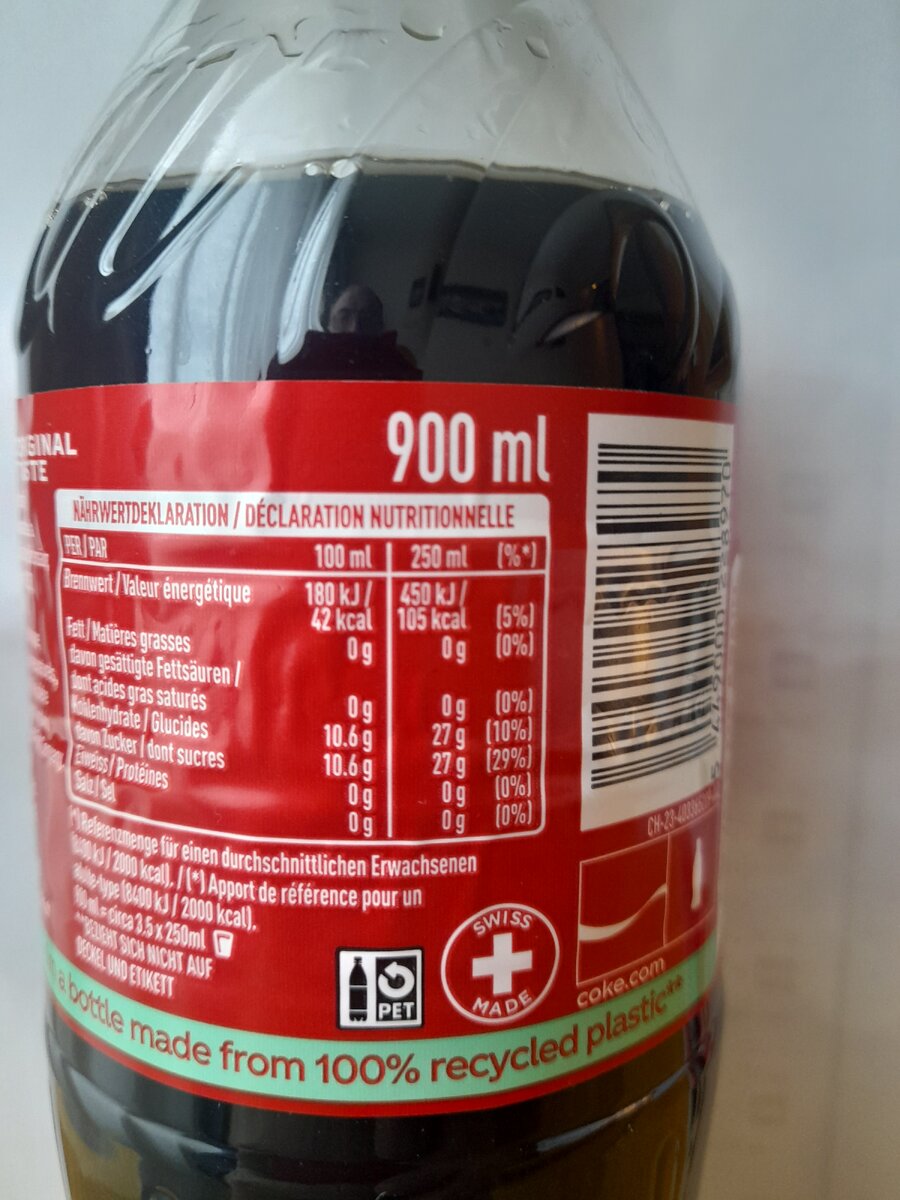 900 ml
NÄHRWERTDEKLARATION / DÉCLARATION NUTRITIONNELLE
PER / PAR 100 ml 250 ml (%*)
Brennwert / Valeur énergétique 180 kJ / 450 kJ /
42 kcal 105 kcal (5%)
Fett / Matières grasses 0 g 0 g (0%)
davon gesättigte Fettsäuren /
dont acides gras saturés 0 g 0 g (0%)
Kohlenhydrate / Glucides 10.6 g 27 g (10%)
davon Zucker / dont sucres 10.6 g 27 g (29%)
Eiweiss / Protéines 0 g 0 g (0%)
Salz / Sel 0 g 0 g (0%)
(*) Referenzmenge für einen durchschnittlichen Erwachsenen
(8400 kJ / 2000 kcal). / (*) Apport de référence pour un
adulte-type (8400 kJ / 2000 kcal).
900 ml = circa 3.5 x 250ml
**BEZIEHT SICH NICHT AUF
DECKEL UND ETIKETT
PET
SWISS
MADE
coke.com
a bottle made from 100% recycled plastic**